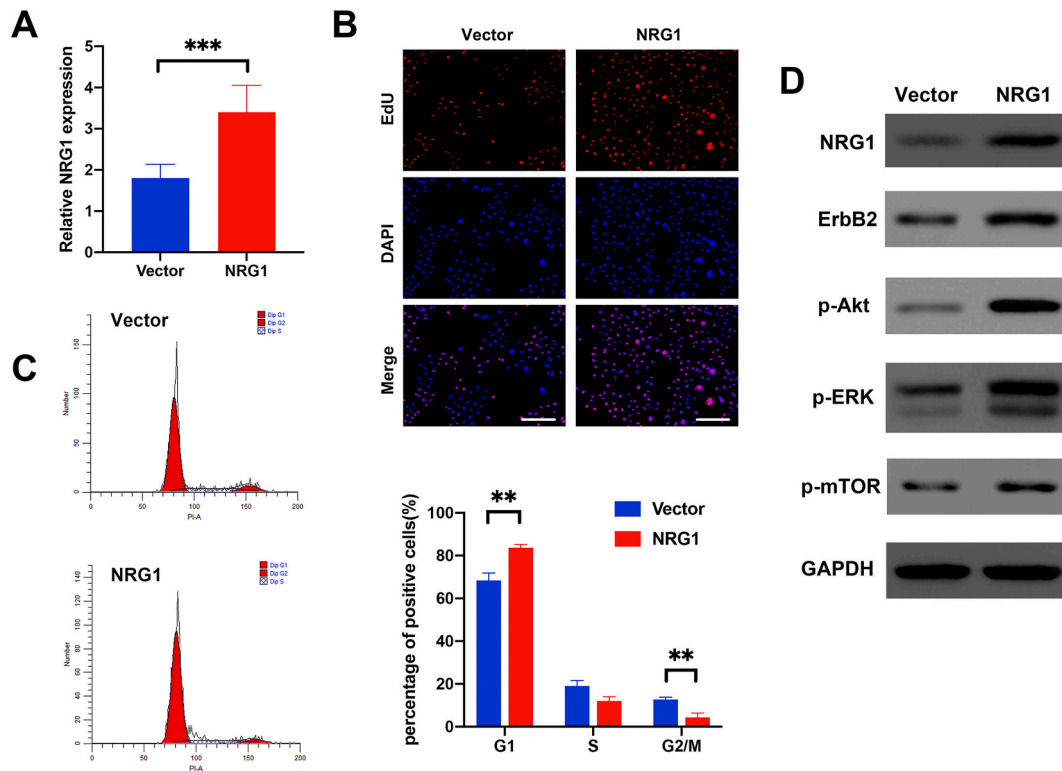 A
***
Relative NRG1 expression
5
4
3
2
1
0
Vector
NRG1
B
Vector
NRG1
EdU
DAPI
Merge
C
Vector
Dip G1
Dip G2
Dip S
Number
150
100
50
0
0
50
100
150
200
PI-A
NRG1
Dip G1
Dip G2
Dip S
Number
140
120
100
80
60
40
20
0
0
50
100
150
200
PI-A
percentage of positive cells(%)
100
80
60
40
20
0
**
Vector
NRG1
**
G1
S
G2/M
D
Vector
NRG1
NRG1
ErbB2
p-Akt
p-ERK
p-mTOR
GAPDH